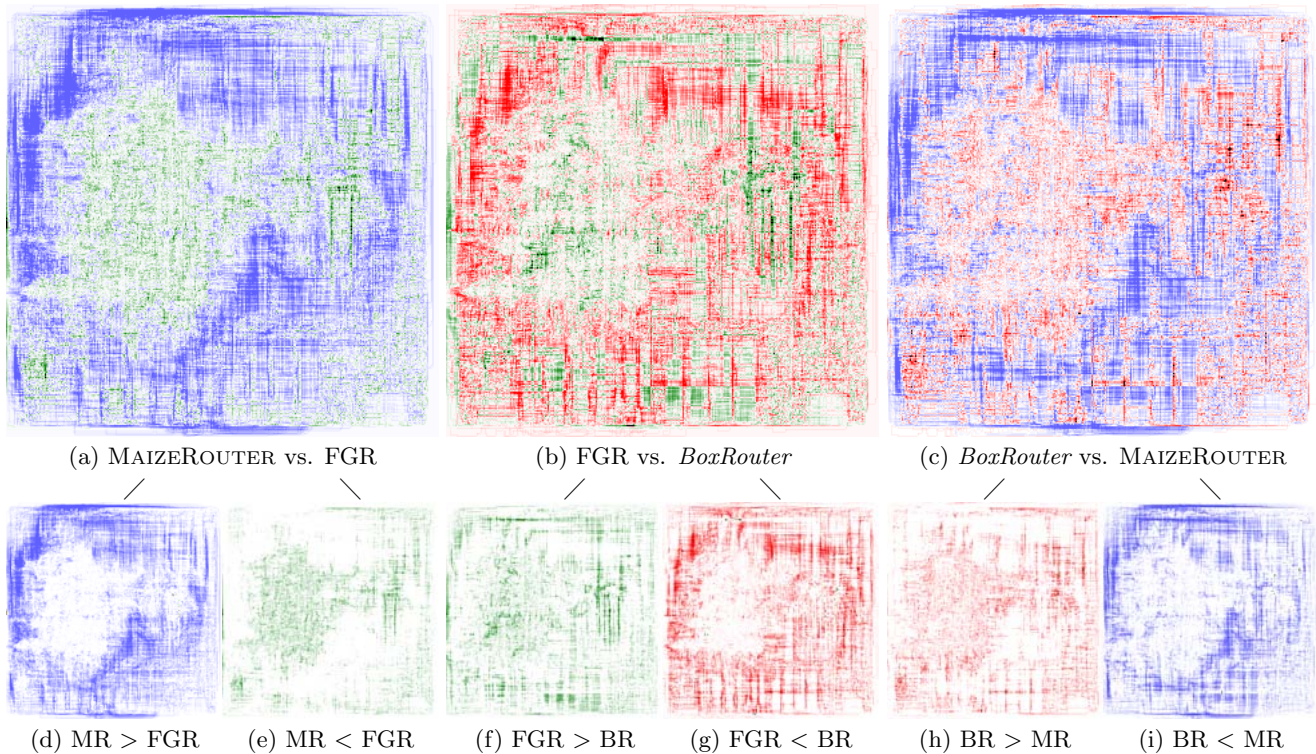 (a) MAIZEROUTER vs. FGR
(b) FGR vs. BoxRouter
(c) BoxRouter vs. MAIZEROUTER
(d) MR > FGR
(e) MR < FGR
(f) FGR > BR
(g) FGR < BR
(h) BR > MR
(i) BR < MR